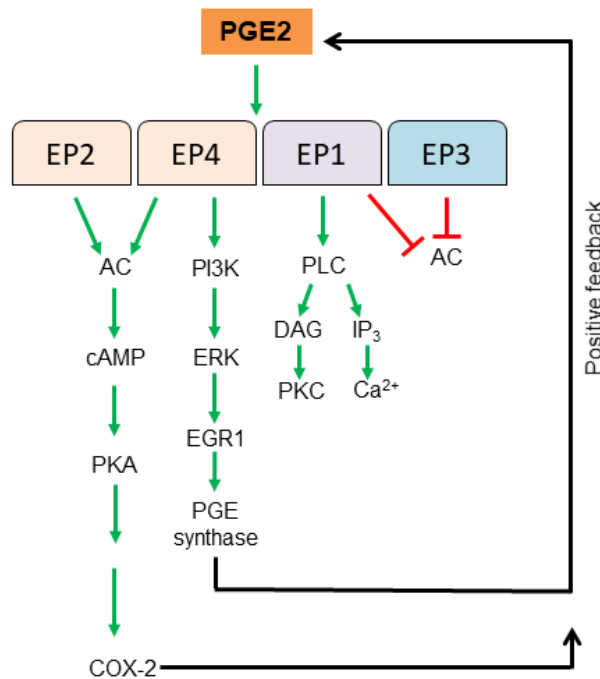 PGE2
EP2 EP4 EP1 EP3
AC PI3K PLC AC
DAG IP₃
cAMP ERK PKC Ca²⁺
EGR1
PKA
PGE
synthase
COX-2
Positive feedback